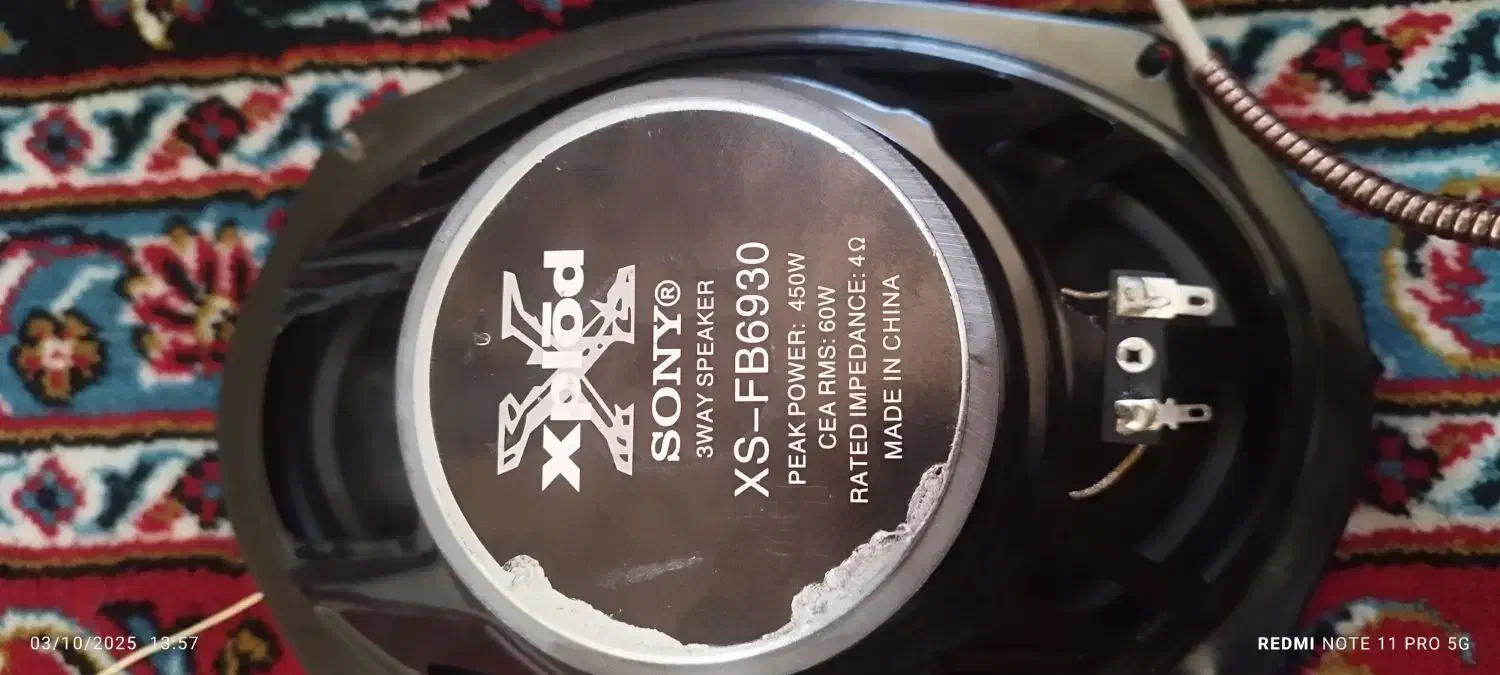 xplōd
SONY®
3WAY SPEAKER
XS-FB6930
PEAK POWER: 450W
CEA RMS: 60W
RATED IMPEDANCE: 4Ω
MADE IN CHINA
03/10/2025 13:57
REDMI NOTE 11 PRO 5G